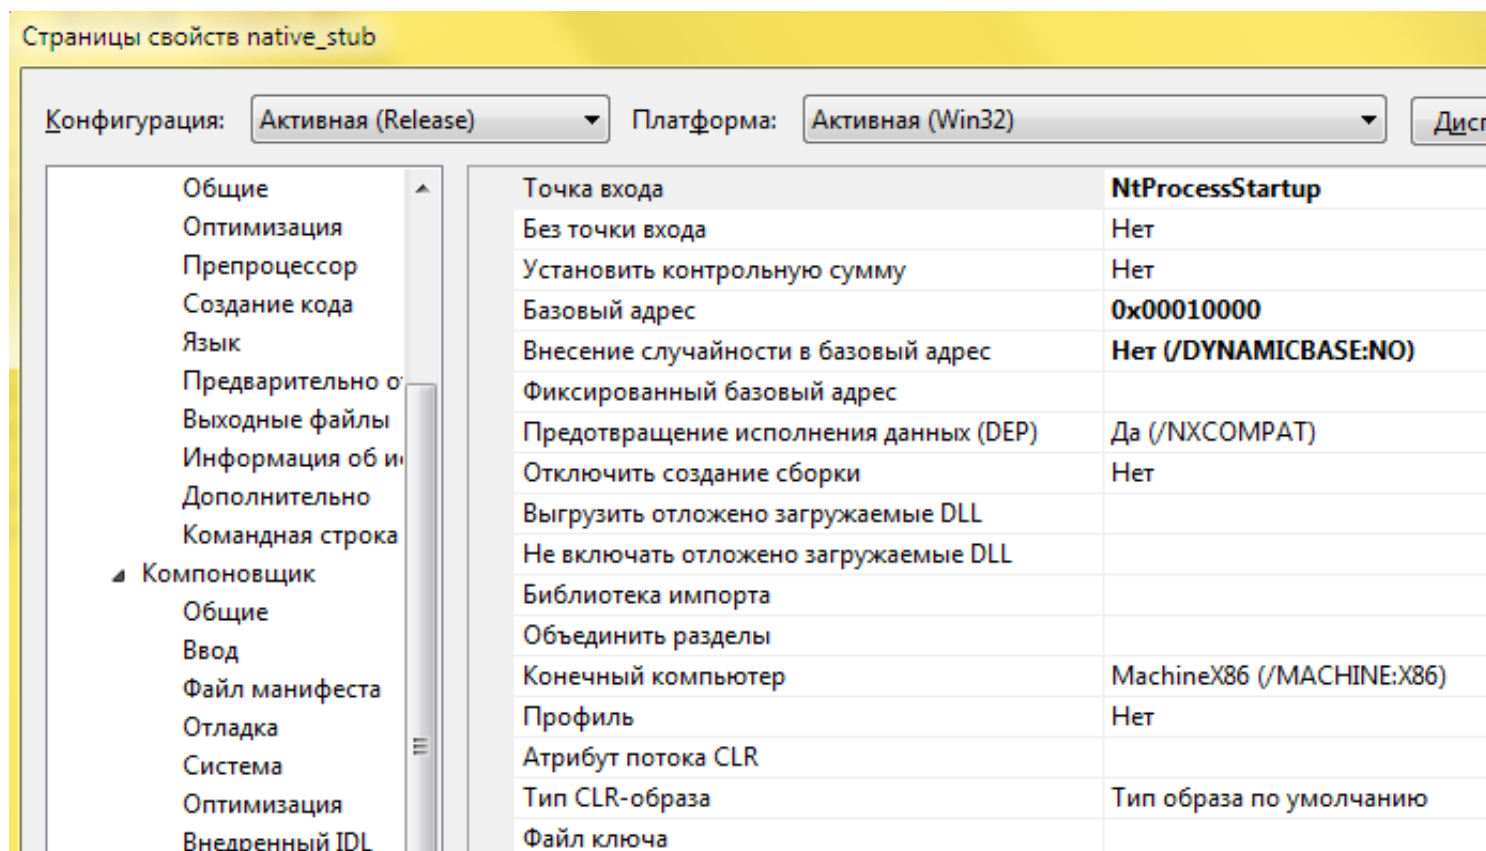 Страницы свойств native_stub
Конфигурация: Активная (Release) Платформа: Активная (Win32) Дисп
Общие
Оптимизация
Препроцессор
Создание кода
Язык
Предварительно о
Выходные файлы
Информация об и
Дополнительно
Командная строка
Компоновщик
Общие
Ввод
Файл манифеста
Отладка
Система
Оптимизация
Внедренный IDL
Точка входа NtProcessStartup
Без точки входа Нет
Установить контрольную сумму Нет
Базовый адрес 0x00010000
Внесение случайности в базовый адрес Нет (/DYNAMICBASE:NO)
Фиксированный базовый адрес
Предотвращение исполнения данных (DEP) Да (/NXCOMPAT)
Отключить создание сборки Нет
Выгрузить отложено загружаемые DLL
Не включать отложено загружаемые DLL
Библиотека импорта
Объединить разделы
Конечный компьютер MachineX86 (/MACHINE:X86)
Профиль Нет
Атрибут потока CLR
Тип CLR-образа Тип образа по умолчанию
Файл ключа